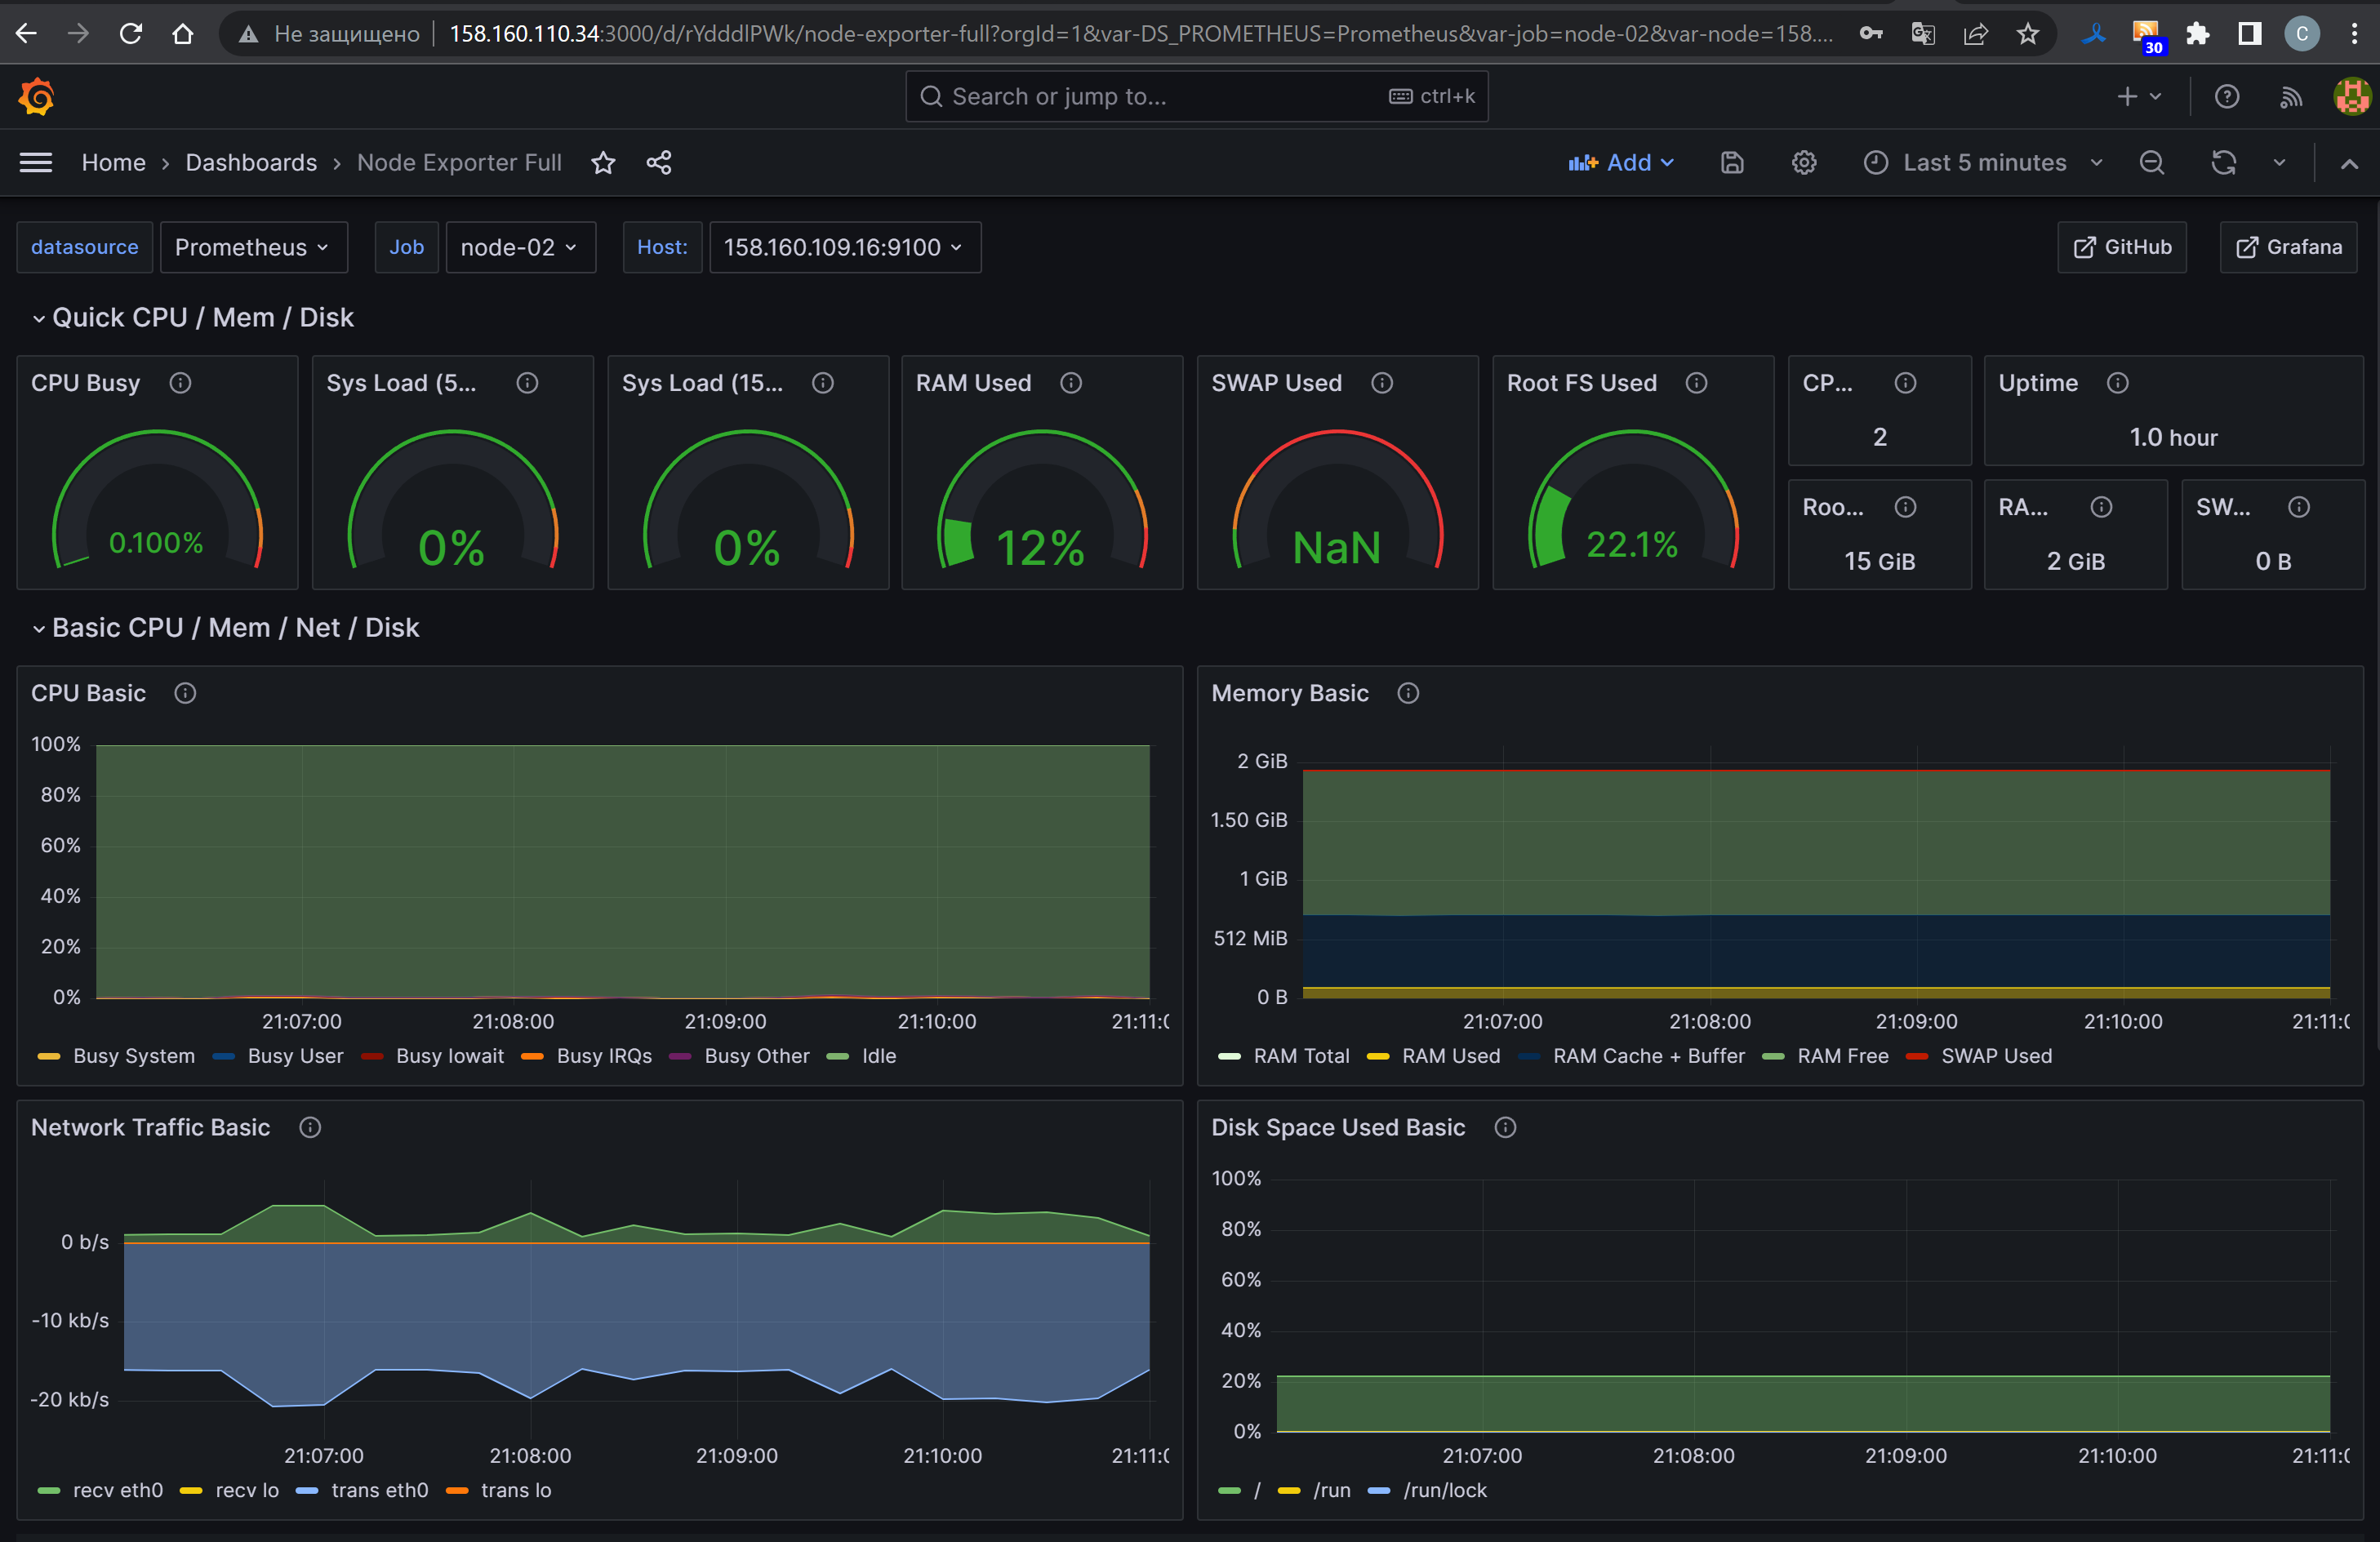 Не защищено 158.160.110.34:3000/d/rYdddlPWk/node-exporter-full?orgId=1&var-DS_PROMETHEUS=Prometheus&var-job=node-02&var-node=158.... 30 C
Search or jump to... ctrl+k
Home › Dashboards › Node Exporter Full Add Last 5 minutes
datasource Prometheus Job node-02 Host: 158.160.109.16:9100 GitHub Grafana
Quick CPU / Mem / Disk
CPU Busy Sys Load (5... Sys Load (15... RAM Used SWAP Used Root FS Used CP... Uptime
2 1.0 hour
Roo... RA... SW...
0.100% 0% 0% 12% NaN 22.1% 15 GiB 2 GiB 0 B
Basic CPU / Mem / Net / Disk
CPU Basic
100%
80%
60%
40%
20%
0%
21:07:00 21:08:00 21:09:00 21:10:00 21:11:0
Busy System Busy User Busy Iowait Busy IRQs Busy Other Idle
Memory Basic
2 GiB
1.50 GiB
1 GiB
512 MiB
0 B
21:07:00 21:08:00 21:09:00 21:10:00 21:11:0
RAM Total RAM Used RAM Cache + Buffer RAM Free SWAP Used
Network Traffic Basic
0 b/s
-10 kb/s
-20 kb/s
21:07:00 21:08:00 21:09:00 21:10:00 21:11:0
recv eth0 recv lo trans eth0 trans lo
Disk Space Used Basic
100%
80%
60%
40%
20%
0%
21:07:00 21:08:00 21:09:00 21:10:00 21:11:0
/ /run /run/lock